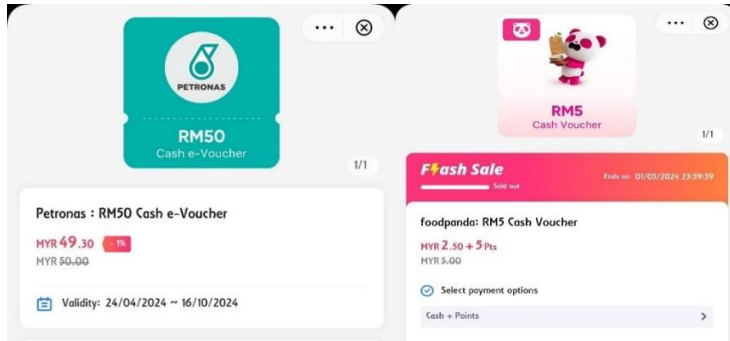 PETRONAS
RM50
Cash e-Voucher
1/1
Petronas : RM50 Cash e-Voucher
MYR 49.30 - 1%
MYR 50.00
Validity: 24/04/2024 ~ 16/10/2024
RM5
Cash Voucher
1/1
Flash Sale
Sold out
Ends on 01/05/2024 23:59:59
foodpanda: RM5 Cash Voucher
MYR 2.50 + 5 Pts
MYR 5.00
Select payment options
Cash + Points